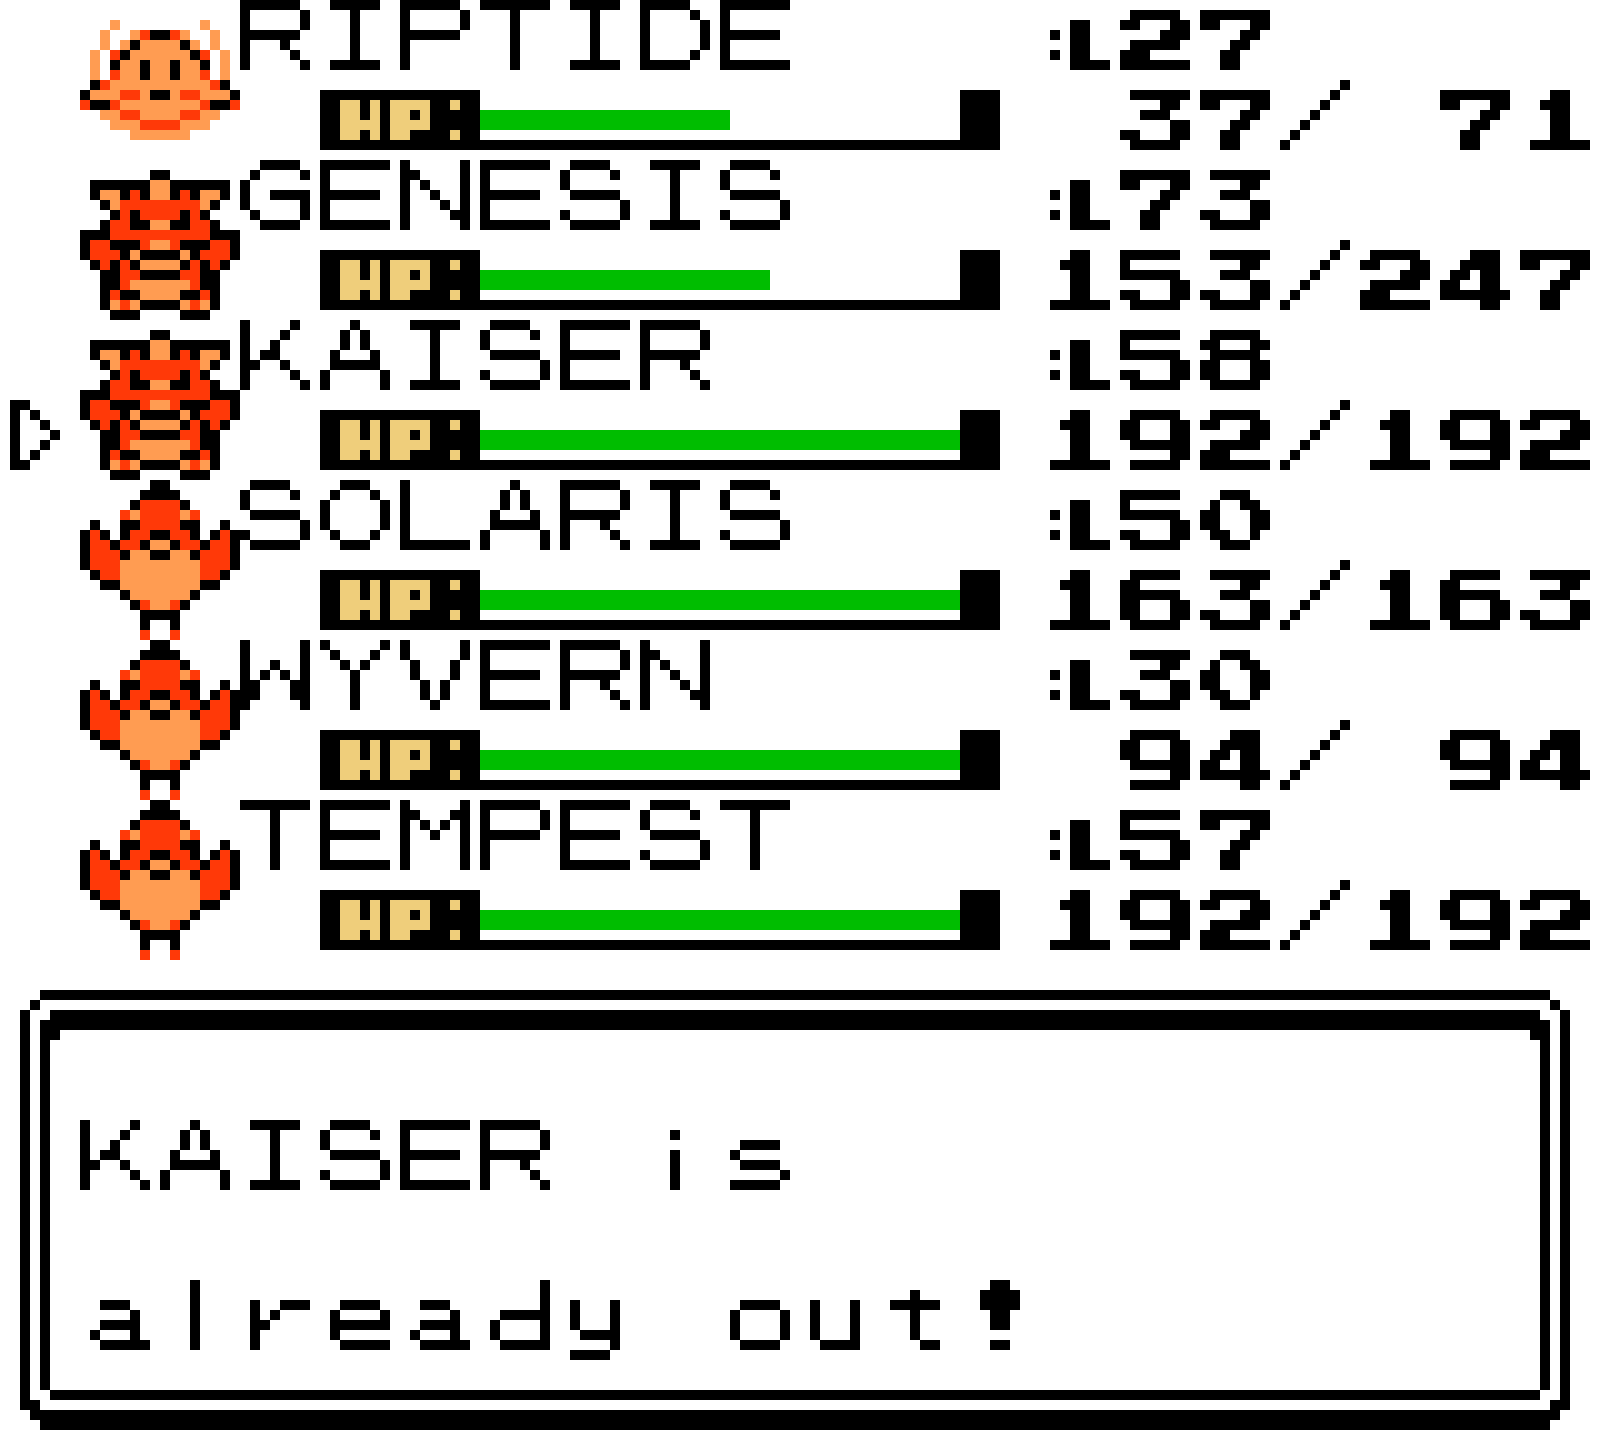 RIPTIDE :L27
HP: 37/ 71
GENESIS :L73
HP: 153/247
KAISER :L58
HP: 192/192
SOLARIS :L50
HP: 163/163
WYVERN :L30
HP: 94/ 94
TEMPEST :L57
HP: 192/192
KAISER is
already out!